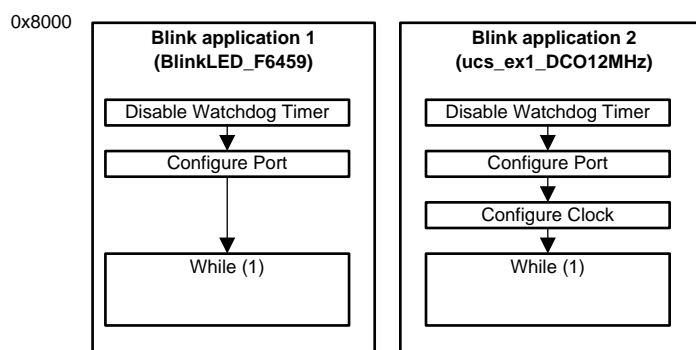 0x8000
Blink application 1
(BlinkLED_F6459)
Disable Watchdog Timer
Configure Port
While (1)
Blink application 2
(ucs_ex1_DCO12MHz)
Disable Watchdog Timer
Configure Port
Configure Clock
While (1)